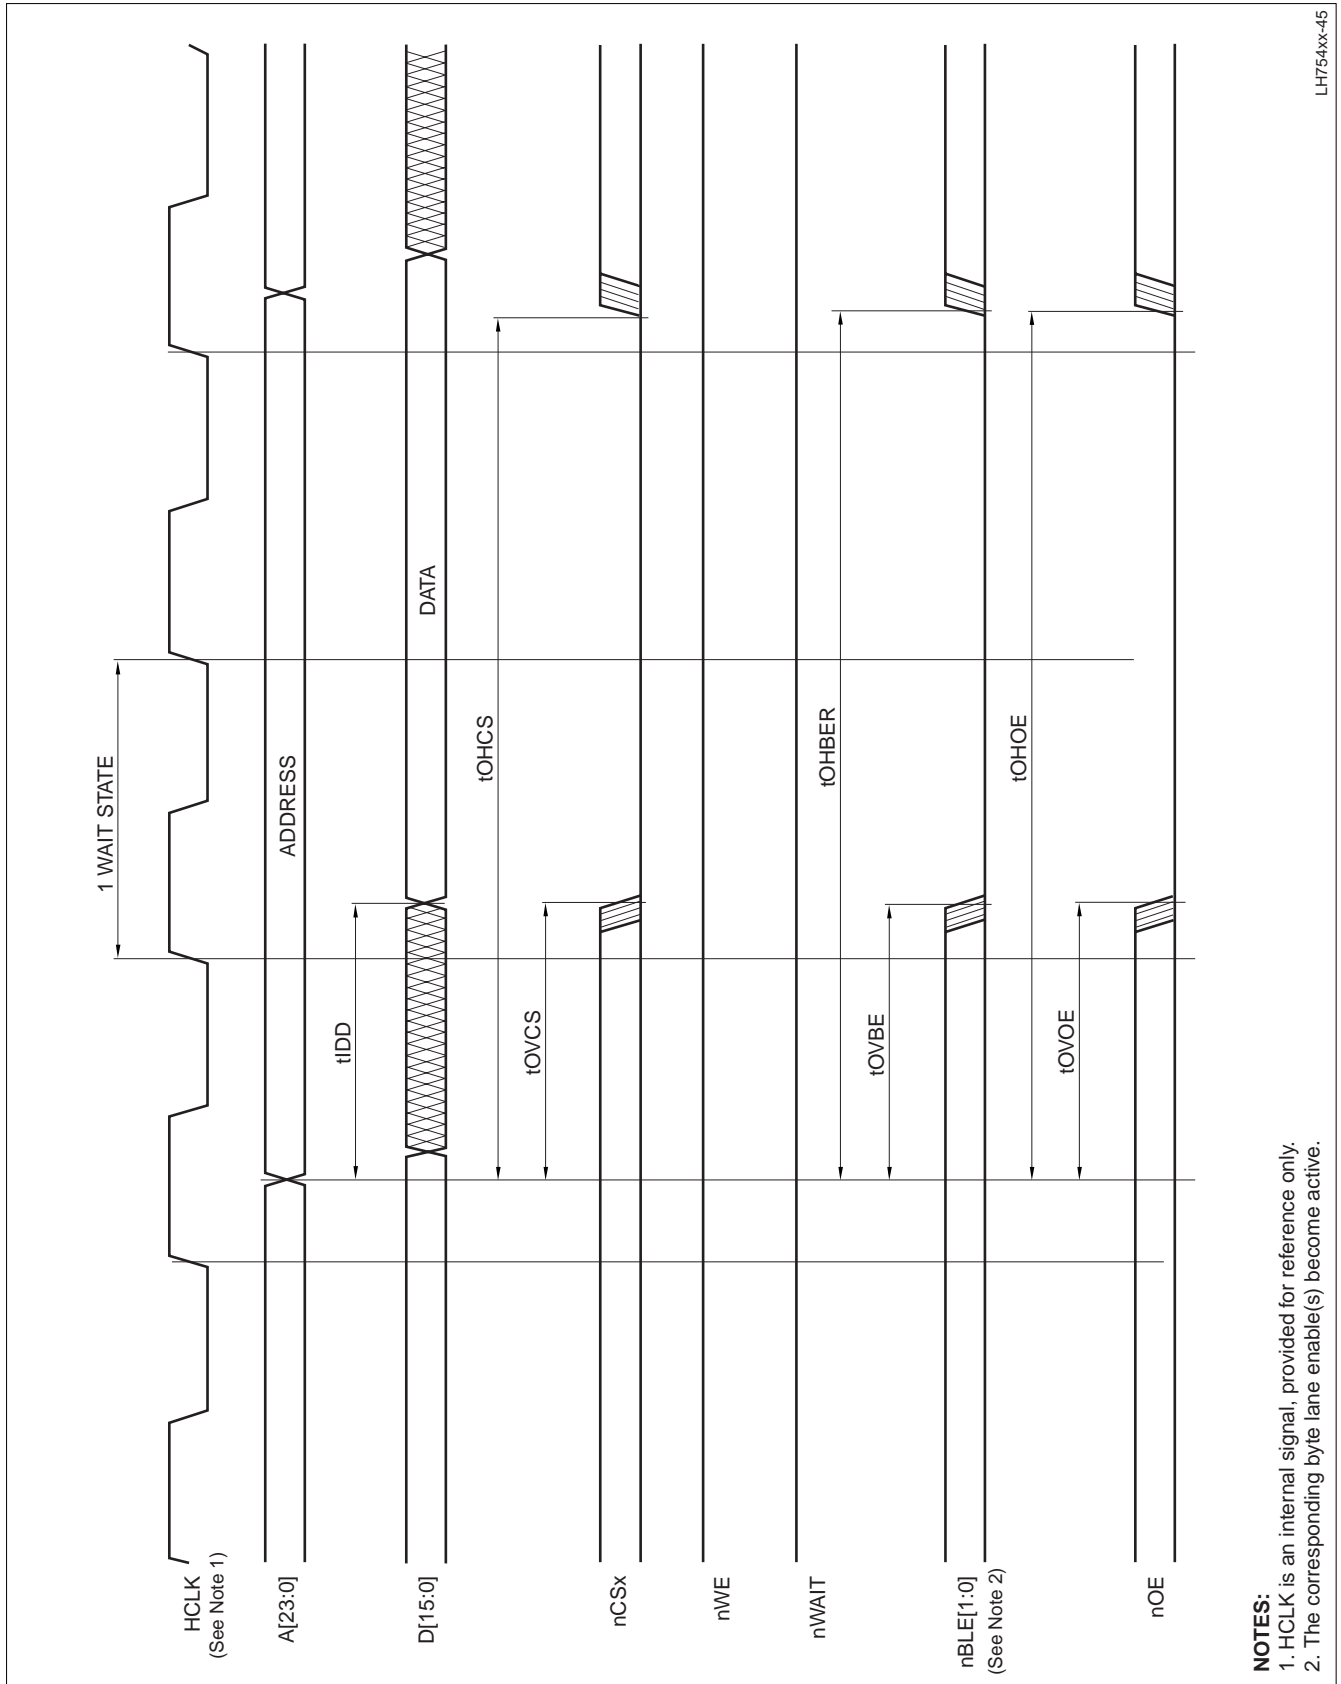 1 WAIT STATE
HCLK
(See Note 1)
A[23:0]
ADDRESS
tIDD
D[15:0]
DATA
tOHCS
tOVCS
nCSx
nWE
nWAIT
tOHBER
tOVBE
nBLE[1:0]
(See Note 2)
tOHOE
tOVOE
nOE
NOTES:
1. HCLK is an internal signal, provided for reference only.
2. The corresponding byte lane enable(s) become active.
LH754xx-45